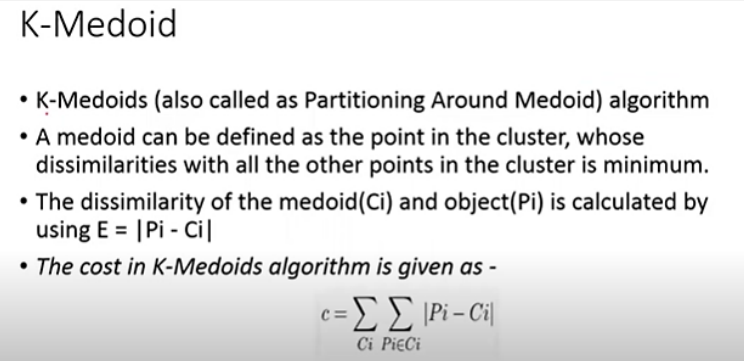 K-Medoid
• K-Medoids (also called as Partitioning Around Medoid) algorithm
• A medoid can be defined as the point in the cluster, whose
dissimilarities with all the other points in the cluster is minimum.
• The dissimilarity of the medoid(Ci) and object(Pi) is calculated by
using E = |Pi - Ci|
• The cost in K-Medoids algorithm is given as -
c = ∑ ∑ |Pi – Ci|
Ci Pi∈Ci